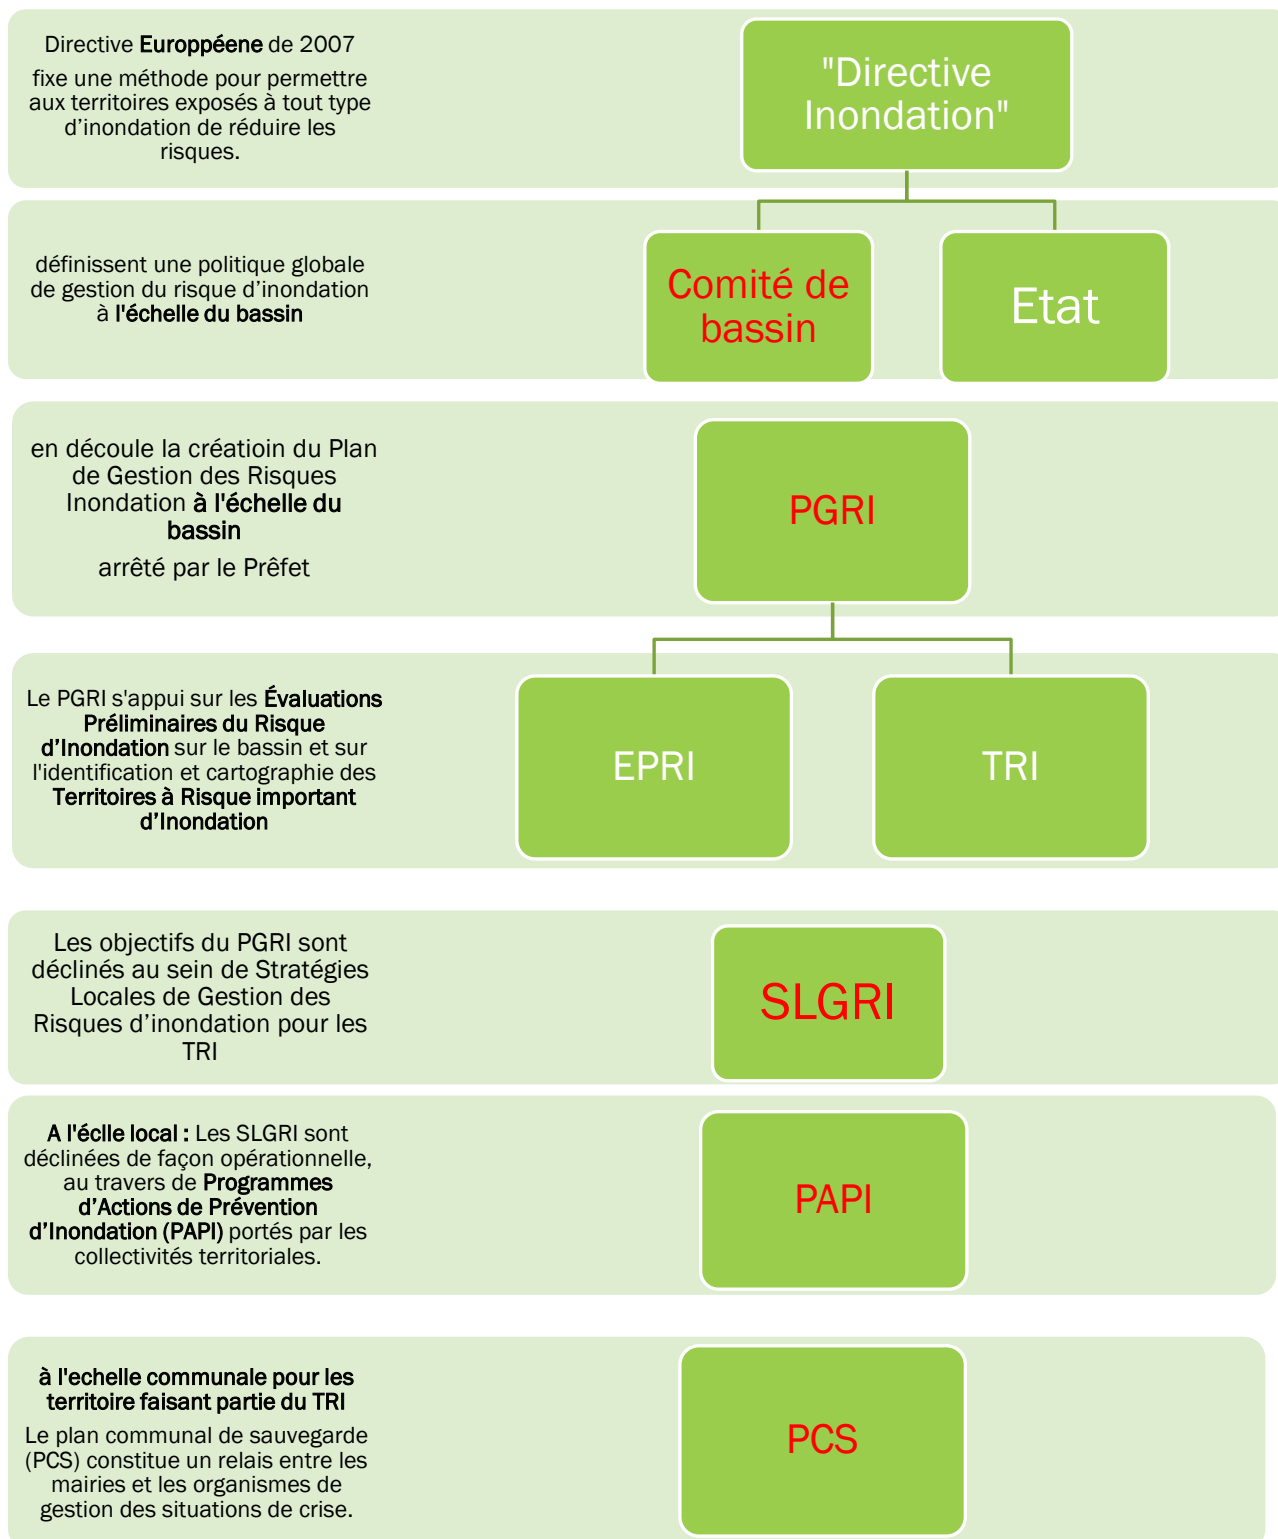 Directive Europpéene de 2007
fixe une méthode pour permettre
aux territoires exposés à tout type
d’inondation de réduire les
risques.
"Directive
Inondation"
définissent une politique globale
de gestion du risque d’inondation
à l'échelle du bassin
Comité de
bassin
Etat
en découle la créatioin du Plan
de Gestion des Risques
Inondation à l'échelle du
bassin
arrêté par le Prêfet
PGRI
Le PGRI s'appui sur les Évaluations
Préliminaires du Risque
d’Inondation sur le bassin et sur
l'identification et cartographie des
Territoires à Risque important
d’Inondation
EPRI
TRI
Les objectifs du PGRI sont
déclinés au sein de Stratégies
Locales de Gestion des
Risques d’inondation pour les
TRI
SLGRI
A l'éclle local : Les SLGRI sont
déclinées de façon opérationnelle,
au travers de Programmes
d’Actions de Prévention
d’Inondation (PAPI) portés par les
collectivités territoriales.
PAPI
à l'echelle communale pour les
territoire faisant partie du TRI
Le plan communal de sauvegarde
(PCS) constitue un relais entre les
mairies et les organismes de
gestion des situations de crise.
PCS